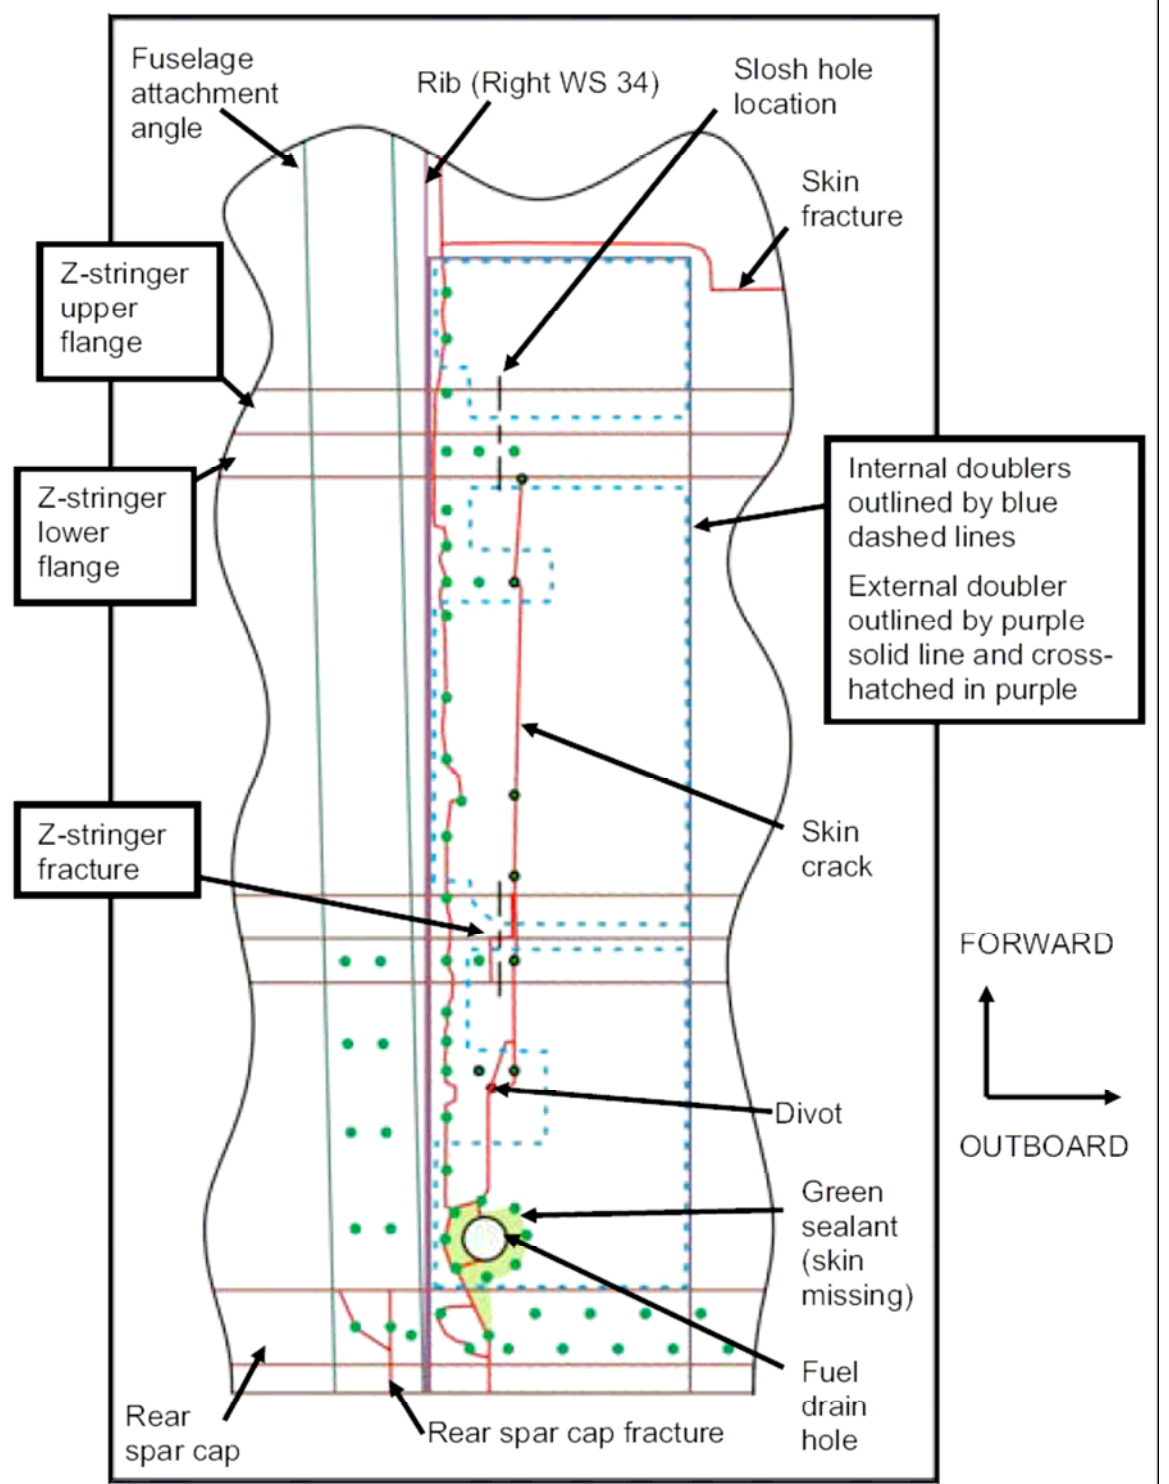 Fuselage
attachment
angle
Rib (Right WS 34)
Slosh hole
location
Skin
fracture
Z-stringer
upper
flange
Z-stringer
lower
flange
Internal doublers
outlined by blue
dashed lines
External doubler
outlined by purple
solid line and cross-
hatched in purple
Z-stringer
fracture
Skin
crack
FORWARD
OUTBOARD
Divot
Green
sealant
(skin
missing)
Fuel
drain
hole
Rear
spar cap
Rear spar cap fracture